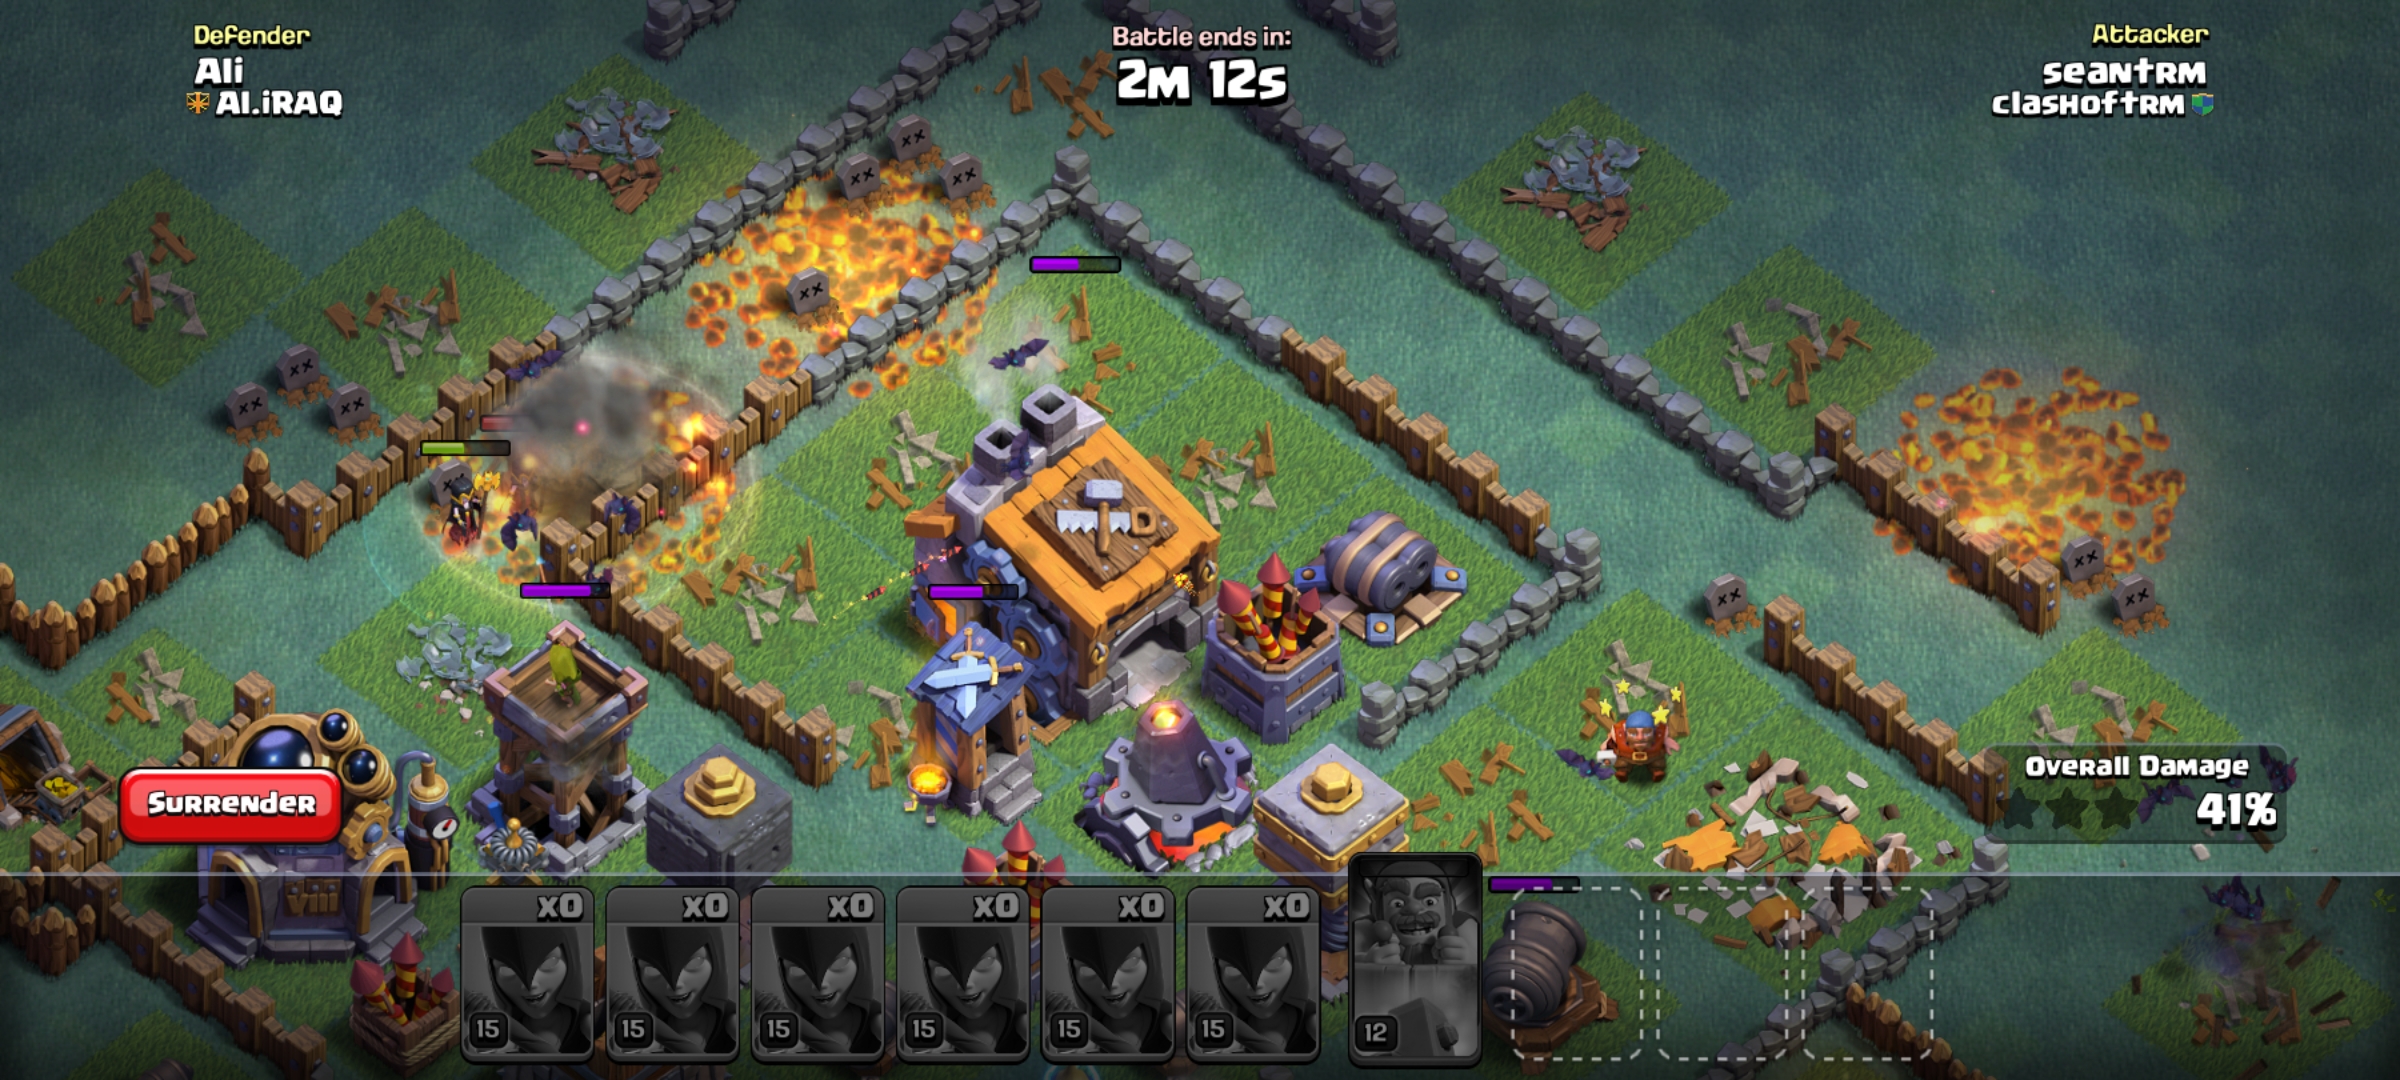 Defender
Ali
Al.iRAQ
Battle ends in:
2M 12s
Attacker
seantRM
clashoftRM
Surrender
Overall Damage
41%
VIII
x0
x0
x0
x0
x0
x0
15
15
15
15
15
15
12